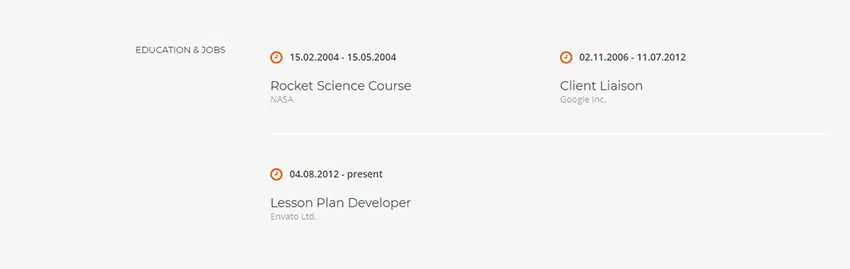 EDUCATION & JOBS
15.02.2004 - 15.05.2004
Rocket Science Course
NASA
02.11.2006 - 11.07.2012
Client Liaison
Google Inc.
04.08.2012 - present
Lesson Plan Developer
Envato Ltd.